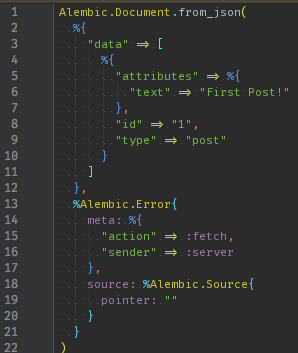 1 Alembic.Document.from_json(
2   %{
3     "data" => [
4       %{
5         "attributes" => %{
6           "text" => "First Post!"
7         },
8         "id" => "1",
9         "type" => "post"
10       }
11     ]
12   },
13   %Alembic.Error{
14     meta: %{
15       "action" => :fetch,
16       "sender" => :server
17     },
18     source: %Alembic.Source{
19       pointer: ""
20     }
21   }
22 )